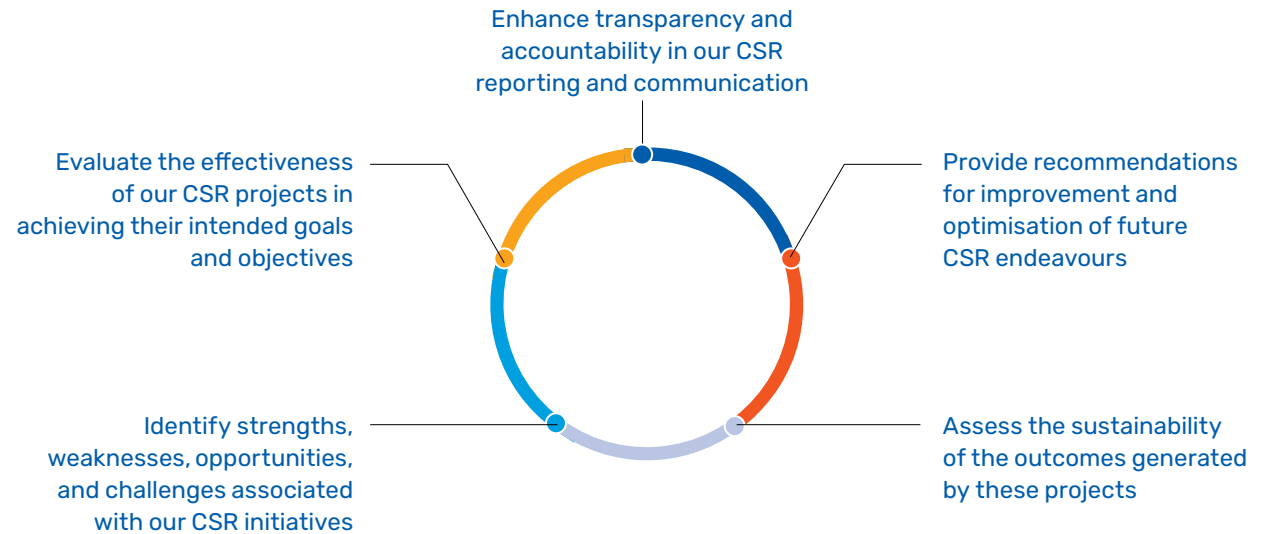 Enhance transparency and
accountability in our CSR
reporting and communication
Evaluate the effectiveness
of our CSR projects in
achieving their intended goals
and objectives
Provide recommendations
for improvement and
optimisation of future
CSR endeavours
Identify strengths,
weaknesses, opportunities,
and challenges associated
with our CSR initiatives
Assess the sustainability
of the outcomes generated
by these projects